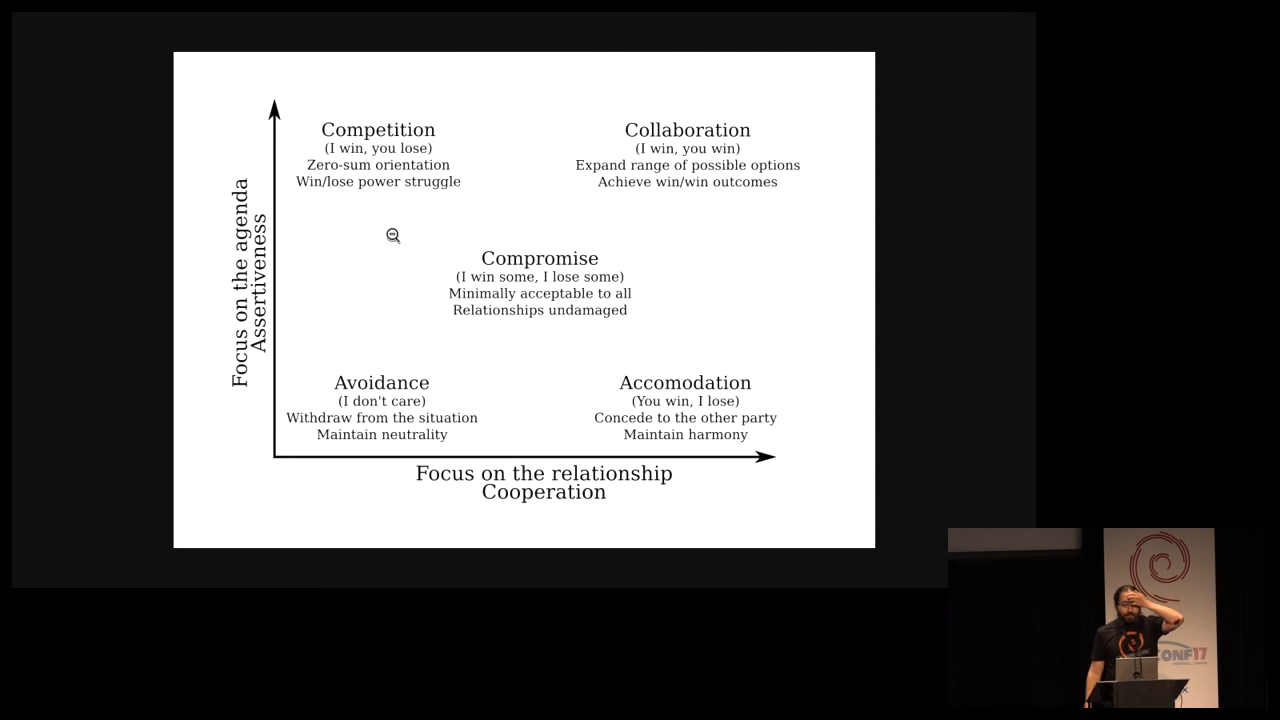 Competition
(I win, you lose)
Zero-sum orientation
Win/lose power struggle
Collaboration
(I win, you win)
Expand range of possible options
Achieve win/win outcomes
Focus on the agenda
Assertiveness
Compromise
(I win some, I lose some)
Minimally acceptable to all
Relationships undamaged
Avoidance
(I don't care)
Withdraw from the situation
Maintain neutrality
Accomodation
(You win, I lose)
Concede to the other party
Maintain harmony
Focus on the relationship
Cooperation
CONF17